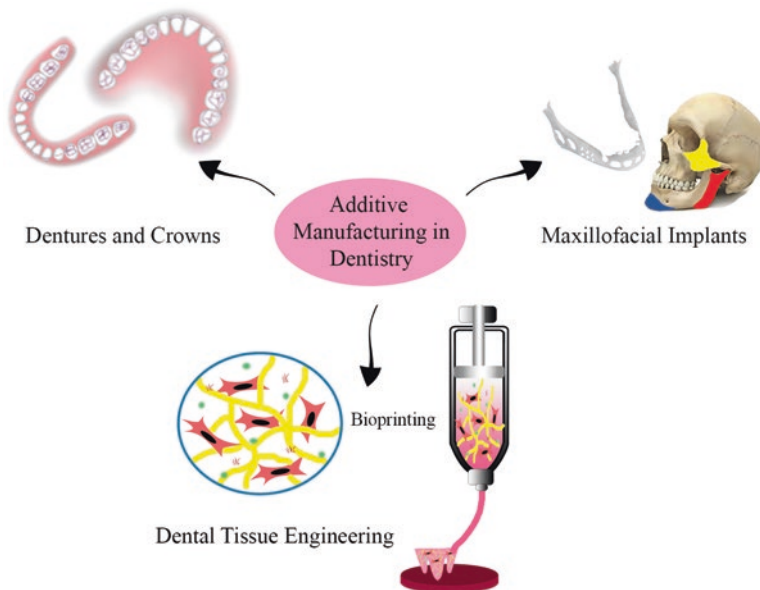 Additive
Manufacturing in
Dentistry
Dentures and Crowns
Maxillofacial Implants
Bioprinting
Dental Tissue Engineering